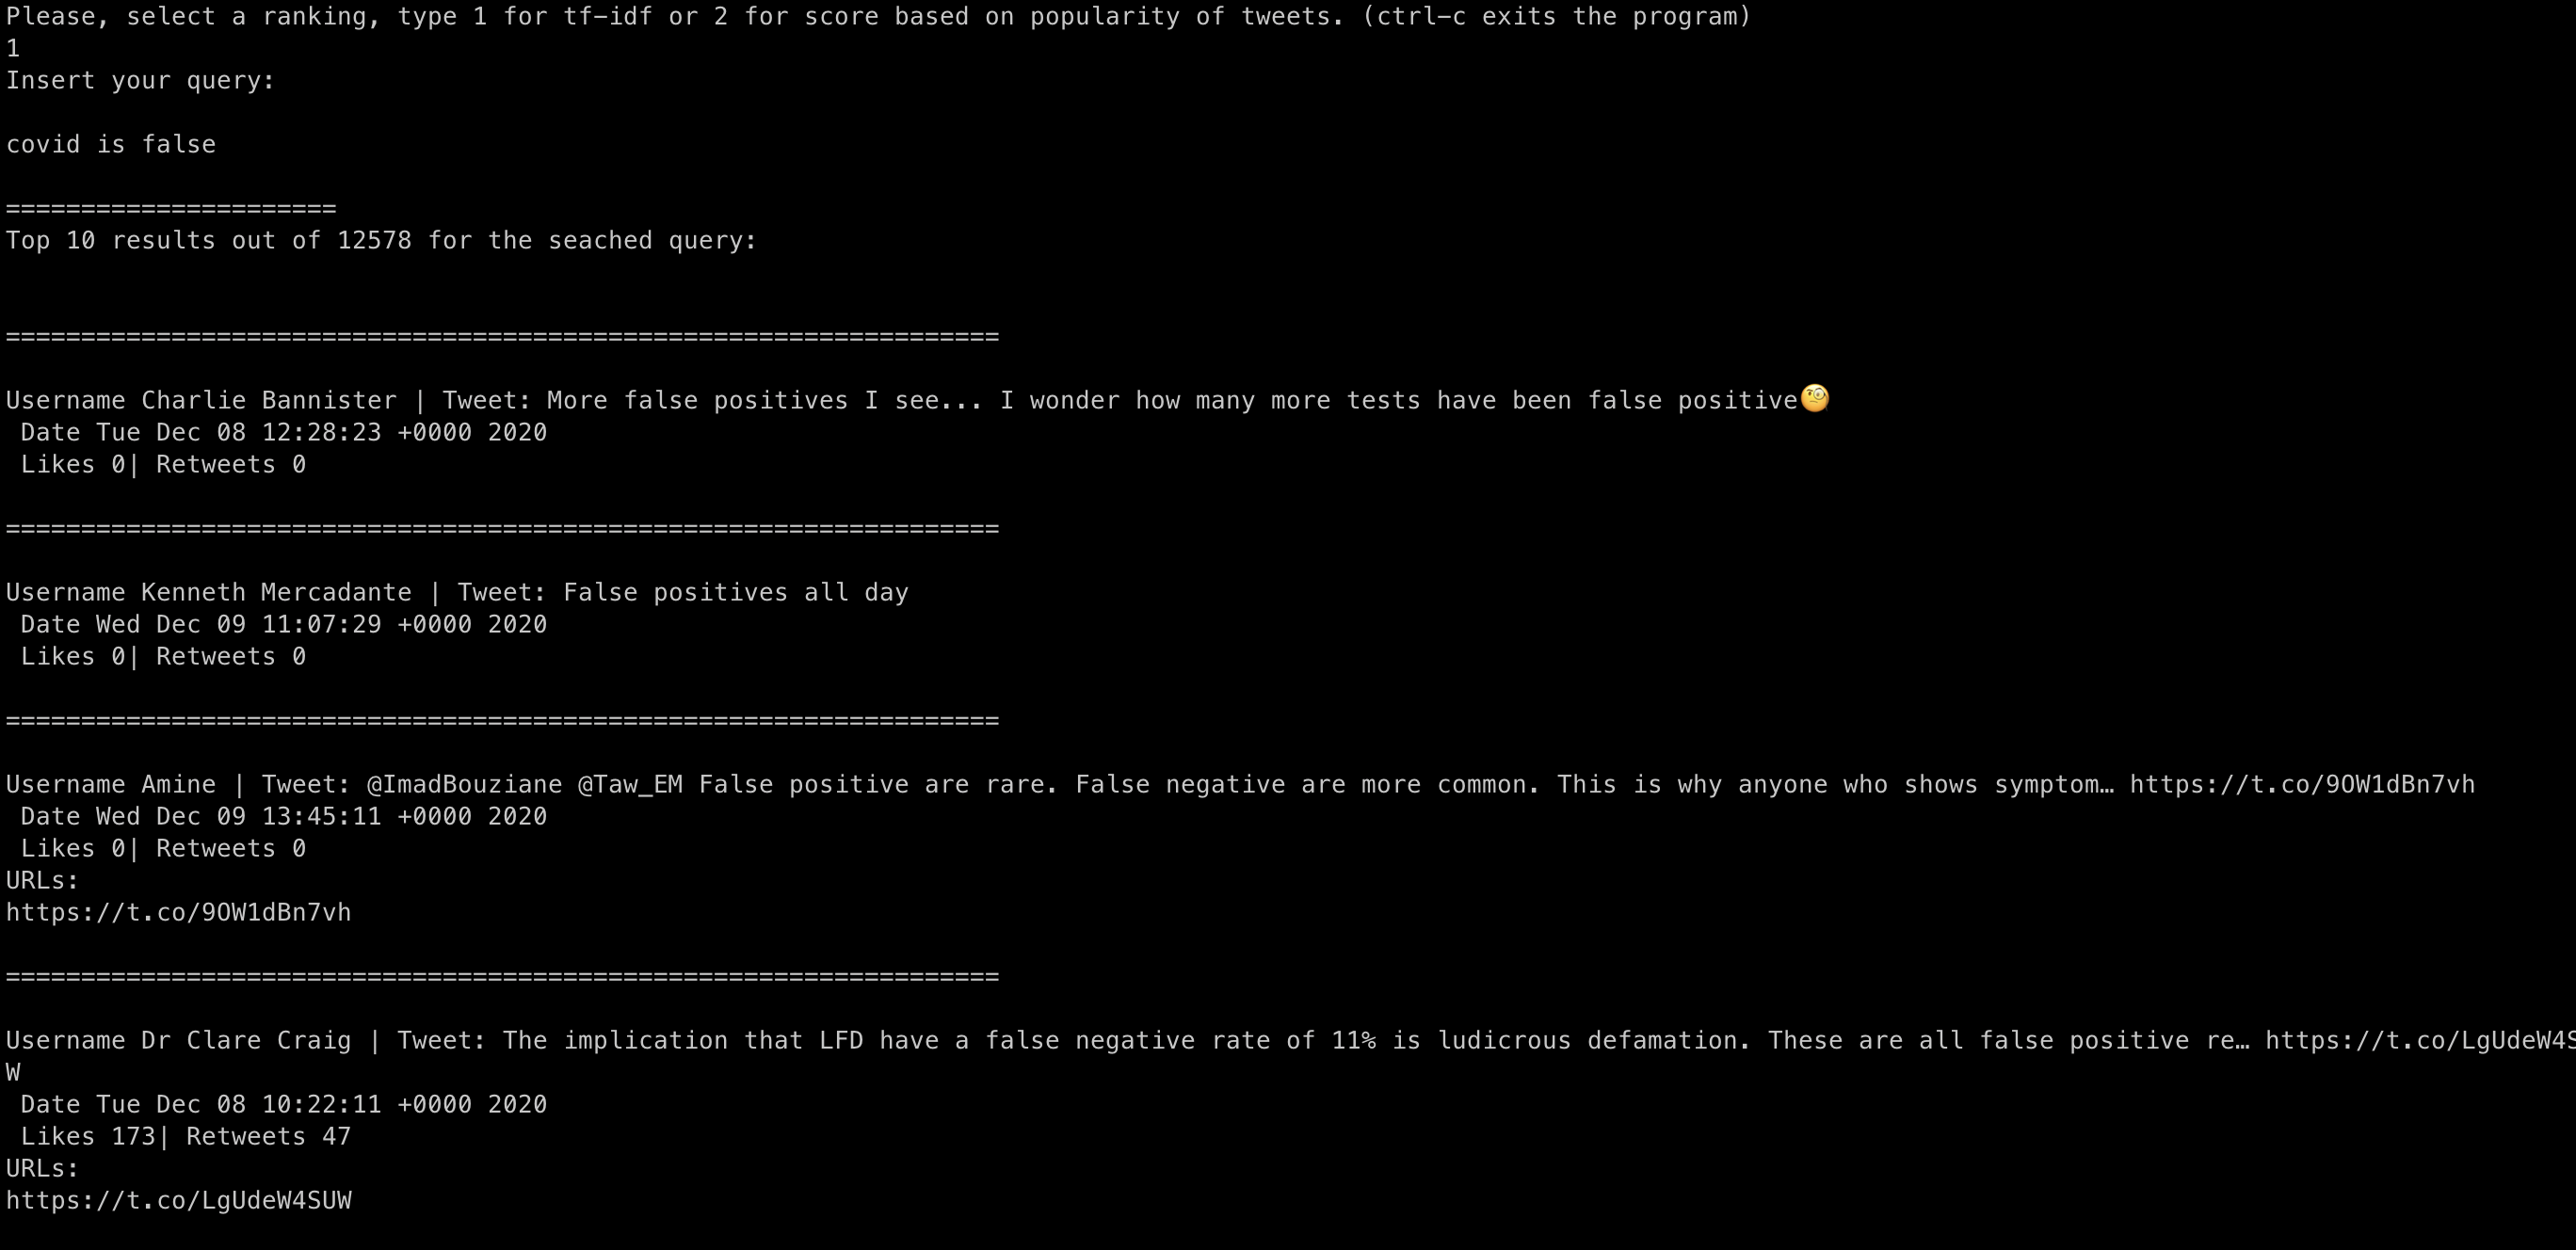 Please, select a ranking, type 1 for tf-idf or 2 for score based on popularity of tweets. (ctrl-c exits the program)
1
Insert your query:
covid is false
======================
Top 10 results out of 12578 for the seached query:
==================================================================
Username Charlie Bannister | Tweet: More false positives I see... I wonder how many more tests have been false positive🧐
Date Tue Dec 08 12:28:23 +0000 2020
Likes 0| Retweets 0
==================================================================
Username Kenneth Mercadante | Tweet: False positives all day
Date Wed Dec 09 11:07:29 +0000 2020
Likes 0| Retweets 0
==================================================================
Username Amine | Tweet: @ImadBouziane @Taw_EM False positive are rare. False negative are more common. This is why anyone who shows symptom… https://t.co/9OW1dBn7vh
Date Wed Dec 09 13:45:11 +0000 2020
Likes 0| Retweets 0
URLs:
https://t.co/9OW1dBn7vh
==================================================================
Username Dr Clare Craig | Tweet: The implication that LFD have a false negative rate of 11% is ludicrous defamation. These are all false positive re… https://t.co/LgUdeW4S
W
Date Tue Dec 08 10:22:11 +0000 2020
Likes 173| Retweets 47
URLs:
https://t.co/LgUdeW4SUW